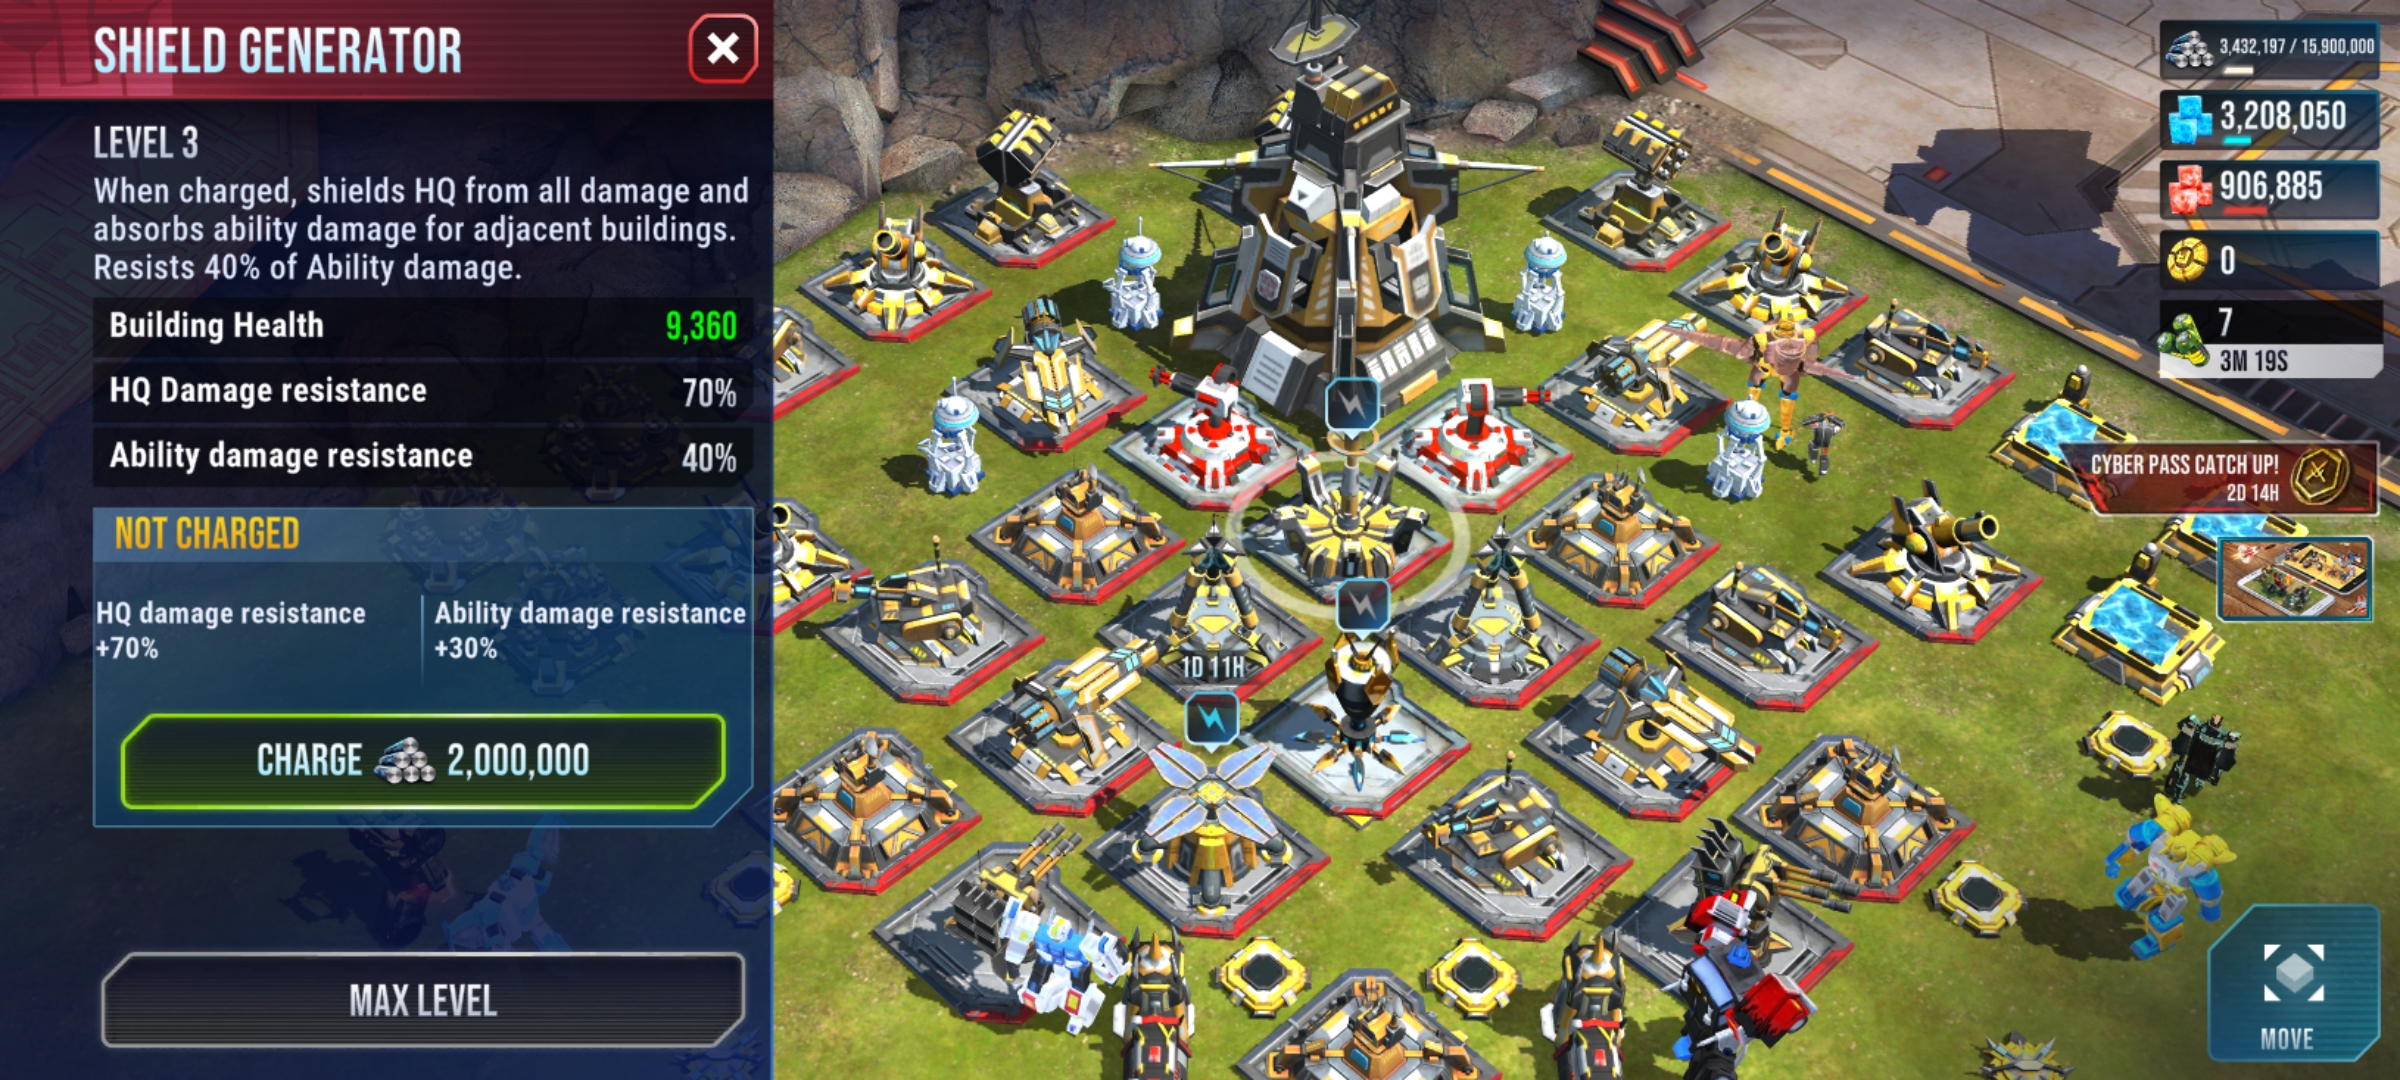 SHIELD GENERATOR
LEVEL 3
When charged, shields HQ from all damage and
absorbs ability damage for adjacent buildings.
Resists 40% of Ability damage.
Building Health 9,360
HQ Damage resistance 70%
Ability damage resistance 40%
NOT CHARGED
HQ damage resistance
+70%
Ability damage resistance
+30%
CHARGE 2,000,000
MAX LEVEL
1D 11H
3,432,197 / 15,900,000
3,208,050
906,885
0
7
3M 19S
CYBER PASS CATCH UP!
2D 14H
MOVE